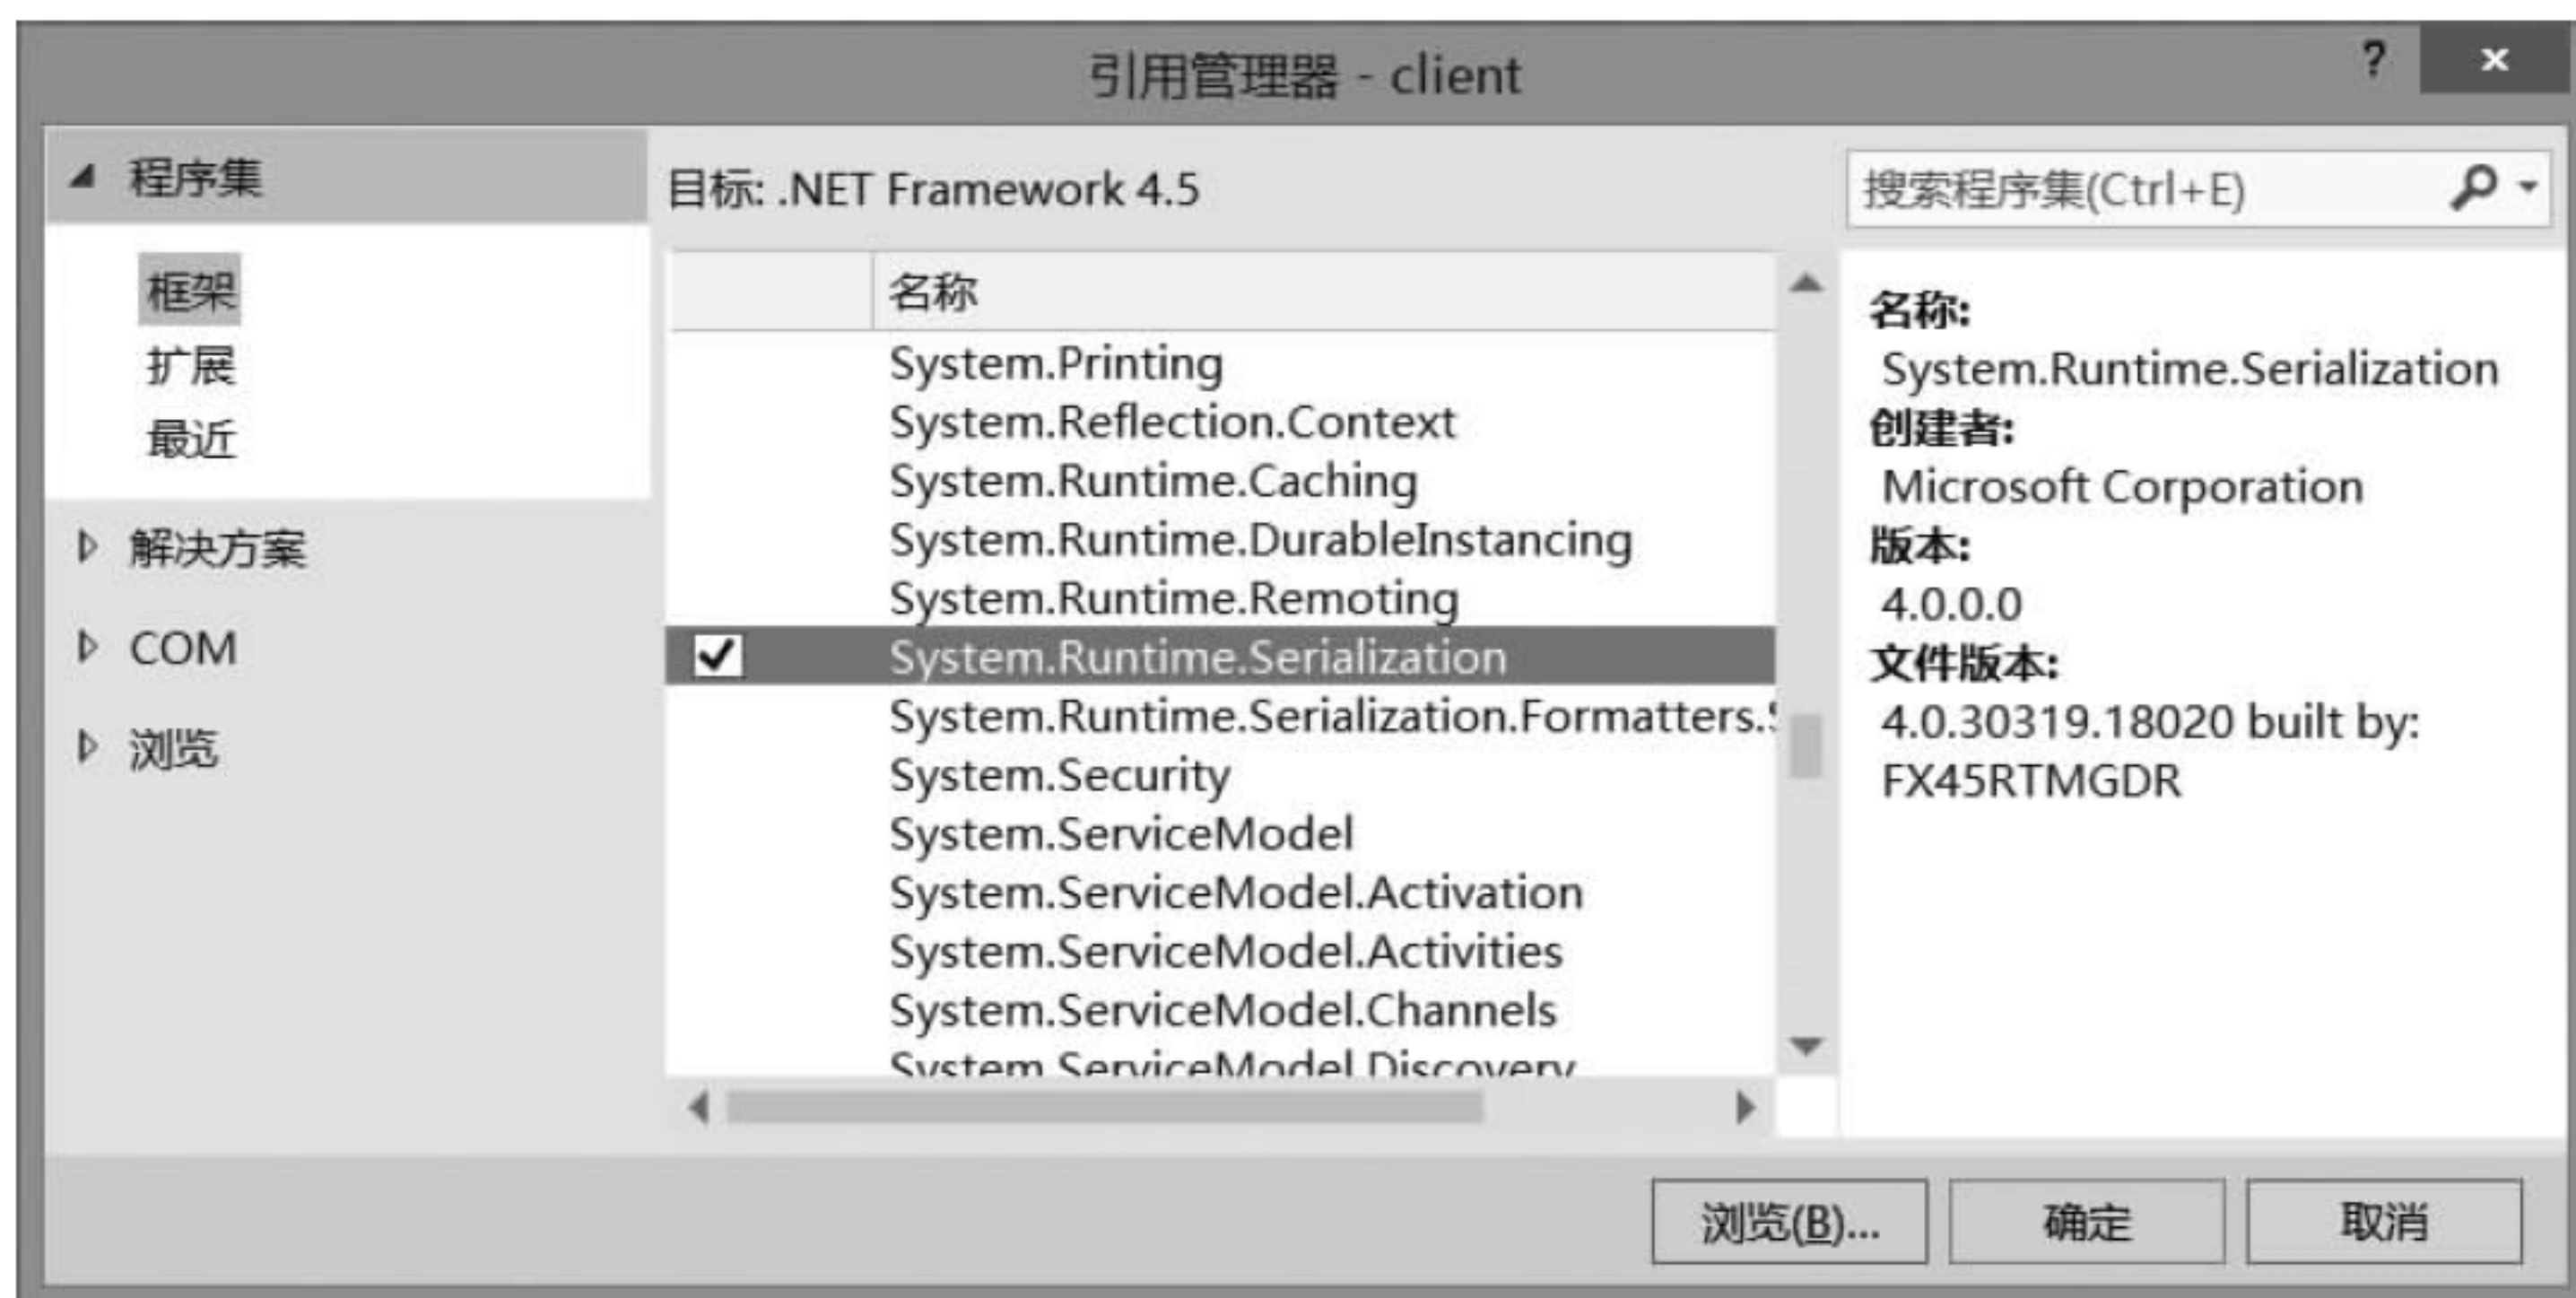 引用管理器 - client
?
程序集
框架
扩展
最近
解决方案
COM
浏览
目标: .NET Framework 4.5
名称
System.Printing
System.Reflection.Context
System.Runtime.Caching
System.Runtime.DurableInstancing
System.Runtime.Remoting
System.Runtime.Serialization
System.Runtime.Serialization.Formatters.
System.Security
System.ServiceModel
System.ServiceModel.Activation
System.ServiceModel.Activities
System.ServiceModel.Channels
System.ServiceModel.Discovery
搜索程序集(Ctrl+E)
名称:
System.Runtime.Serialization
创建者:
Microsoft Corporation
版本:
4.0.0.0
文件版本:
4.0.30319.18020 built by:
FX45RTMGDR
浏览(B)...
确定
取消